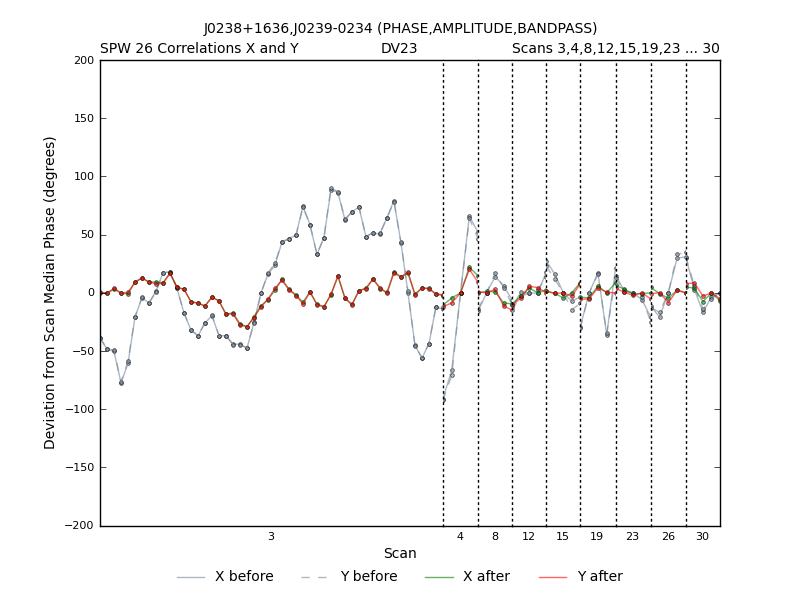 J0238+1636,J0239-0234 (PHASE,AMPLITUDE,BANDPASS)
SPW 26 Correlations X and Y DV23 Scans 3,4,8,12,15,19,23 ... 30
200
150
100
50
0
−50
−100
−150
−200
Deviation from Scan Median Phase (degrees)
3 4 8 12 15 19 23 26 30
Scan
X before Y before X after Y after